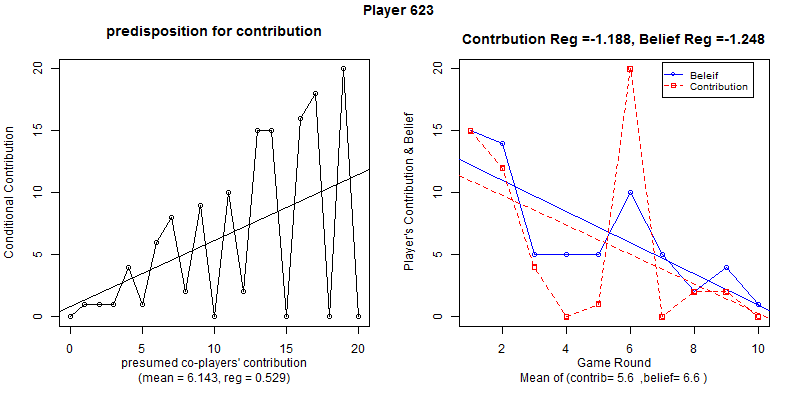 Player 623
predisposition for contribution
Conditional Contribution
0 5 10 15 20
0 5 10 15 20
presumed co-players' contribution
(mean = 6.143, reg = 0.529)
Contrbution Reg =-1.188, Belief Reg =-1.248
Player's Contribution & Belief
0 5 10 15 20
Beleif
Contribution
2 4 6 8 10
Game Round
Mean of (contrib= 5.6 ,belief= 6.6 )